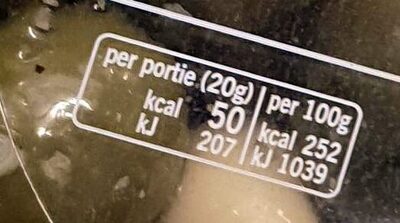 per portie (20g) | per 100g
kcal 50 | kcal 252
kJ 207 | kJ 1039